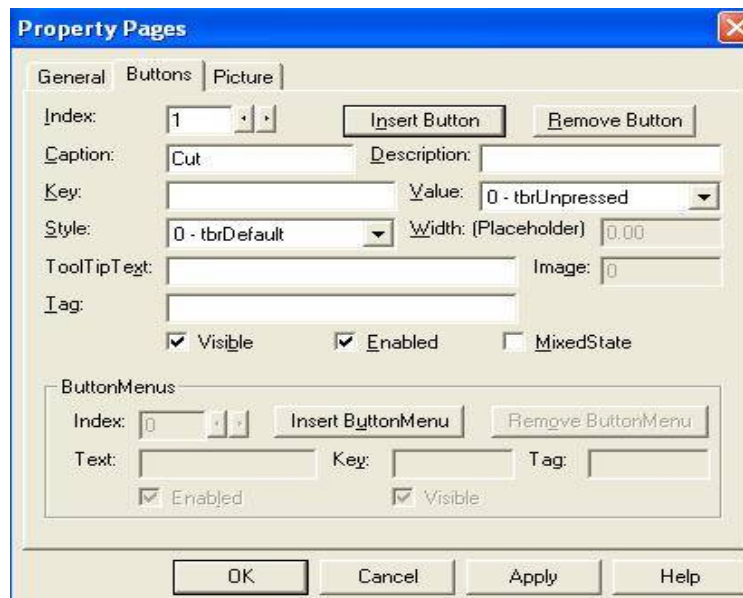 Property Pages
General Buttons Picture
Index: 1 Insert Button Remove Button
Caption: Cut Description:
Key: Value: 0 - tbrUnpressed
Style: 0 - tbrDefault Width: (Placeholder) 0.00
ToolTipText: Image: 0
Tag:
Visible Enabled MixedState
ButtonMenus
Index: 0 Insert ButtonMenu Remove ButtonMenu
Text: Key: Tag:
Enabled Visible
OK Cancel Apply Help